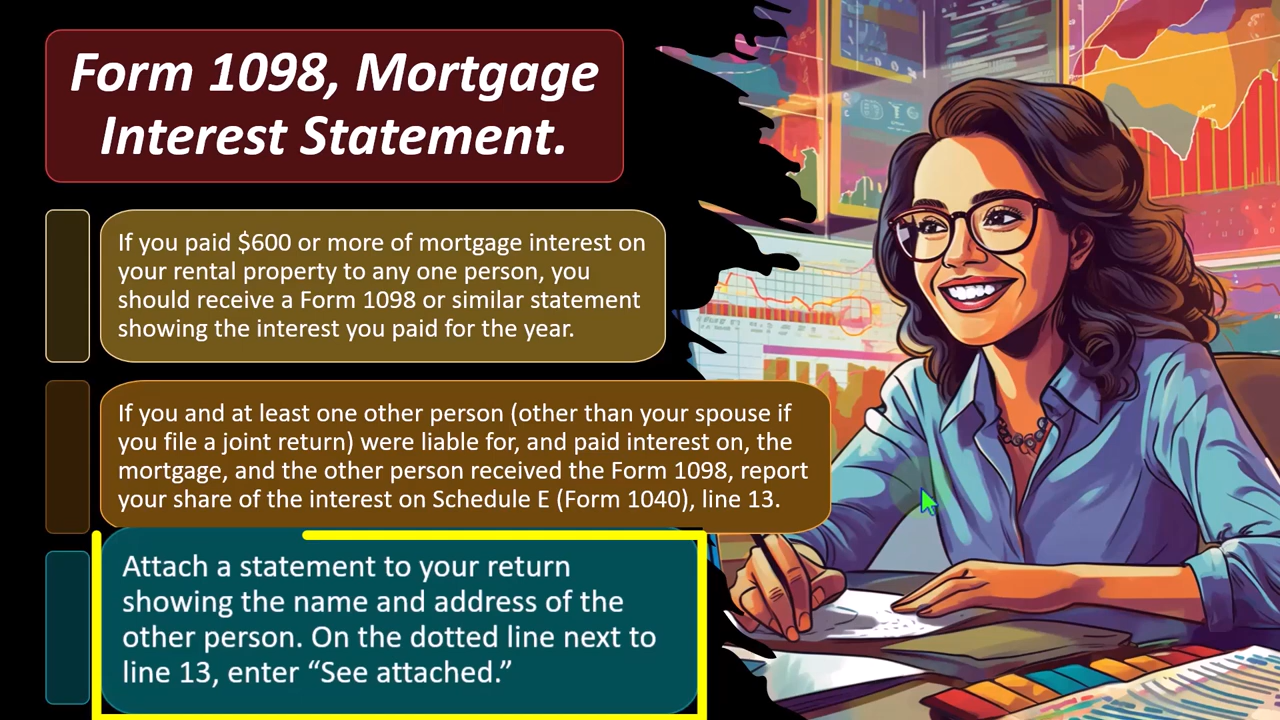 Form 1098, Mortgage
Interest Statement.
If you paid $600 or more of mortgage interest on
your rental property to any one person, you
should receive a Form 1098 or similar statement
showing the interest you paid for the year.
If you and at least one other person (other than your spouse if
you file a joint return) were liable for, and paid interest on, the
mortgage, and the other person received the Form 1098, report
your share of the interest on Schedule E (Form 1040), line 13.
Attach a statement to your return
showing the name and address of the
other person. On the dotted line next to
line 13, enter “See attached.”